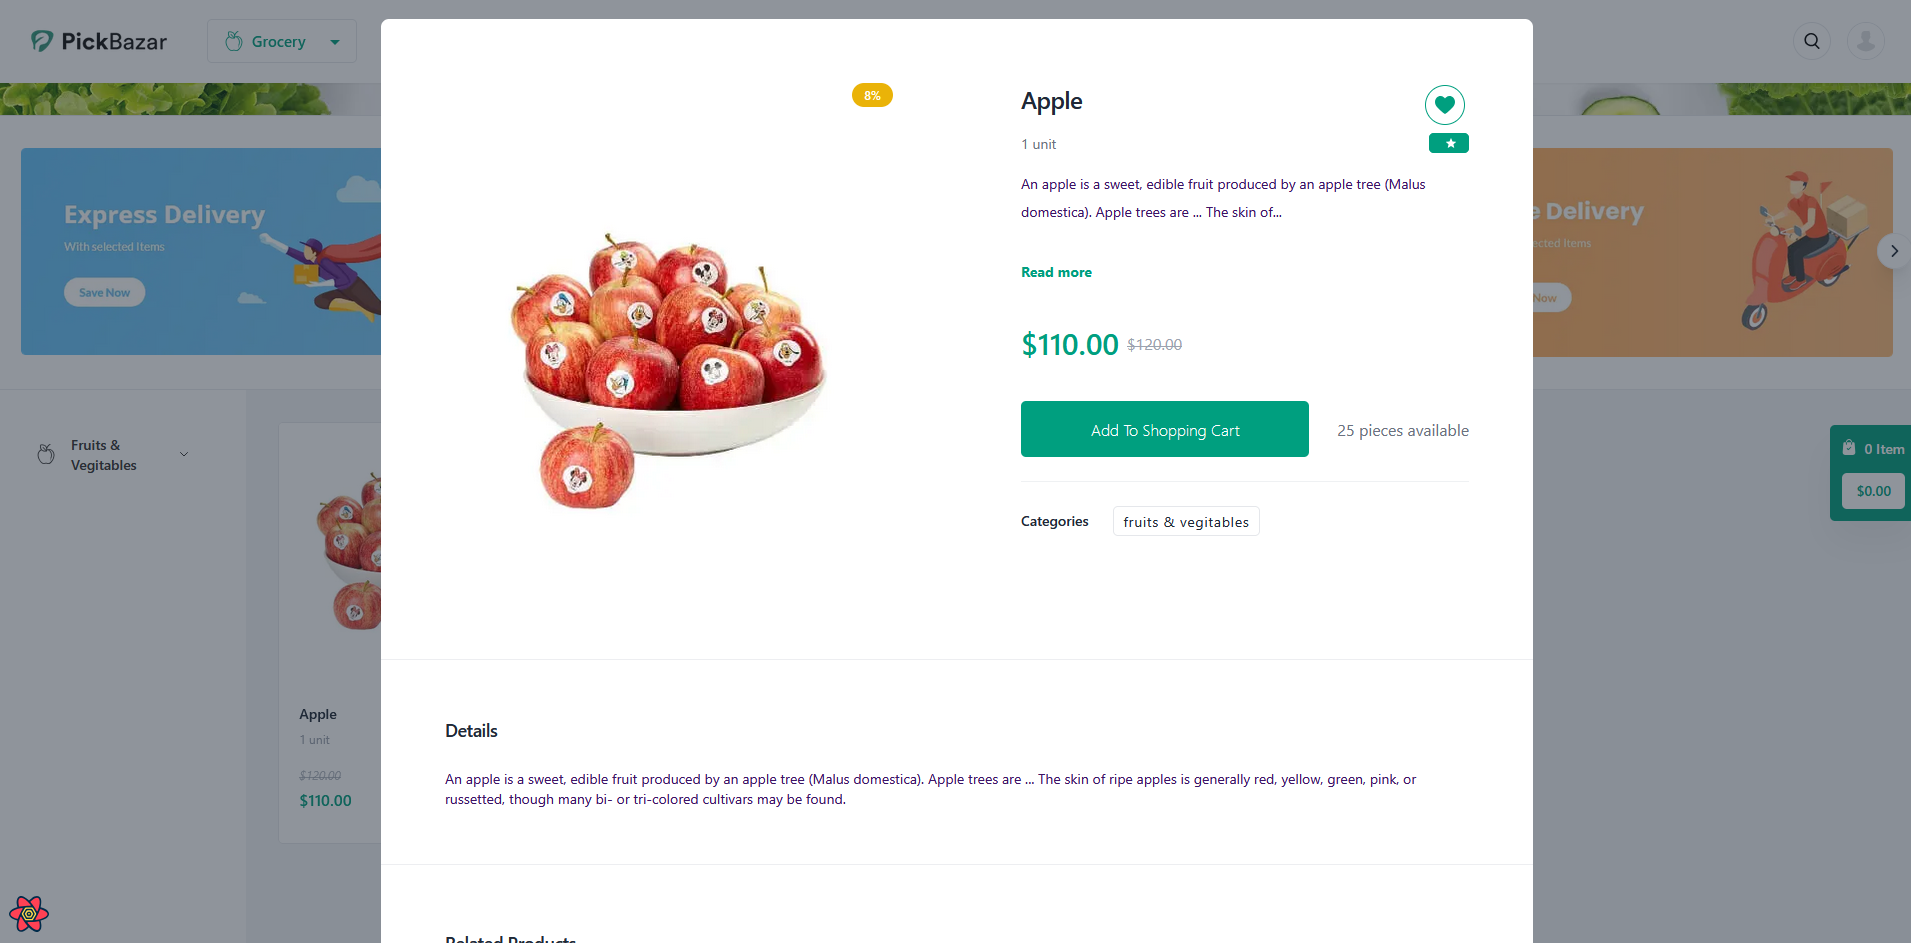 PickBazar
Grocery
Express Delivery
With selected Items
Save Now
e Delivery
ected Items
Now
Fruits &
Vegitables
Apple
1 unit
$120.00
$110.00
0 Item
$0.00
8%
Apple
1 unit
An apple is a sweet, edible fruit produced by an apple tree (Malus
domestica). Apple trees are ... The skin of...
Read more
$110.00 $120.00
Add To Shopping Cart
25 pieces available
Categories
fruits & vegitables
Details
An apple is a sweet, edible fruit produced by an apple tree (Malus domestica). Apple trees are ... The skin of ripe apples is generally red, yellow, green, pink, or
russetted, though many bi- or tri-colored cultivars may be found.
Related Products